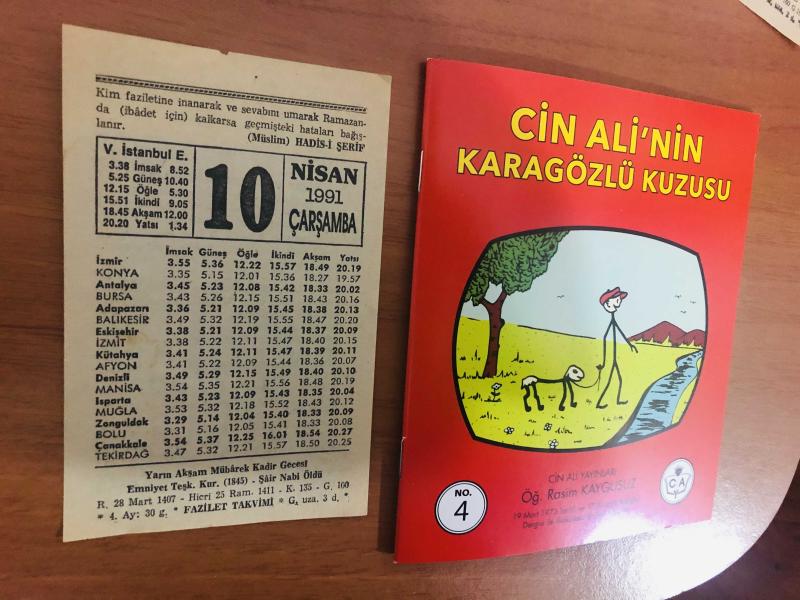 Kim faziletine inanarak ve sevabını umarak Ramazan-
da (ibâdet için) kalkarsa geçmişteki hataları bağış-
lanır. (Müslim) HADİS-İ ŞERİF
V. İstanbul E.
3.38 İmsak 8.52
5.25 Güneş 10.40
12.15 Öğle 5.30
15.51 İkindi 9.05
18.45 Akşam 12.00
20.20 Yatsı 1.34
10
NİSAN
1991
ÇARŞAMBA
İmsak Güneş Öğle İkindi Akşam Yatsı
İzmir 3.55 5.36 12.22 15.57 18.49 20.19
KONYA 3.35 5.15 12.01 15.36 18.27 19.57
Antalya 3.45 5.23 12.08 15.42 18.33 20.02
BURSA 3.43 5.26 12.15 15.51 18.43 20.16
Adapazarı 3.36 5.21 12.09 15.45 18.38 20.13
BALIKESİR 3.49 5.32 12.19 15.55 18.47 20.20
Eskişehir 3.38 5.21 12.09 15.44 18.37 20.09
İZMİT 3.38 5.22 12.11 15.47 18.40 20.15
Kütahya 3.41 5.24 12.11 15.47 18.39 20.11
AFYON 3.41 5.22 12.09 15.44 18.36 20.07
Denizli 3.49 5.29 12.15 15.49 18.40 20.10
MANİSA 3.54 5.35 12.21 15.56 18.48 20.19
Isparta 3.43 5.23 12.09 15.43 18.35 20.04
MUĞLA 3.53 5.32 12.18 15.52 18.43 20.12
Zonguldak 3.29 5.14 12.04 15.40 18.33 20.09
BOLU 3.31 5.16 12.05 15.41 18.33 20.08
Çanakkale 3.54 5.37 12.25 16.01 18.54 20.27
TEKİRDAĞ 3.47 5.32 12.21 15.57 18.50 20.25
Yarın Akşam Mübârek Kadir Gecesi
Emniyet Teşk. Kur. (1845) - Şâir Nabi Öldü
R. 28 Mart 1407 - Hicri 25 Ram. 1411 - K. 135 - G. 100
* 4. Ay: 30 g. * FAZİLET TAKVİMİ * G. uza. 3 d. *
CİN ALİ'NİN
KARAGÖZLÜ KUZUSU
CİN ALİ YAYINLARI
Öğ. Rasim KAYGUSUZ
19 Mart 1973
NO.
4
C A